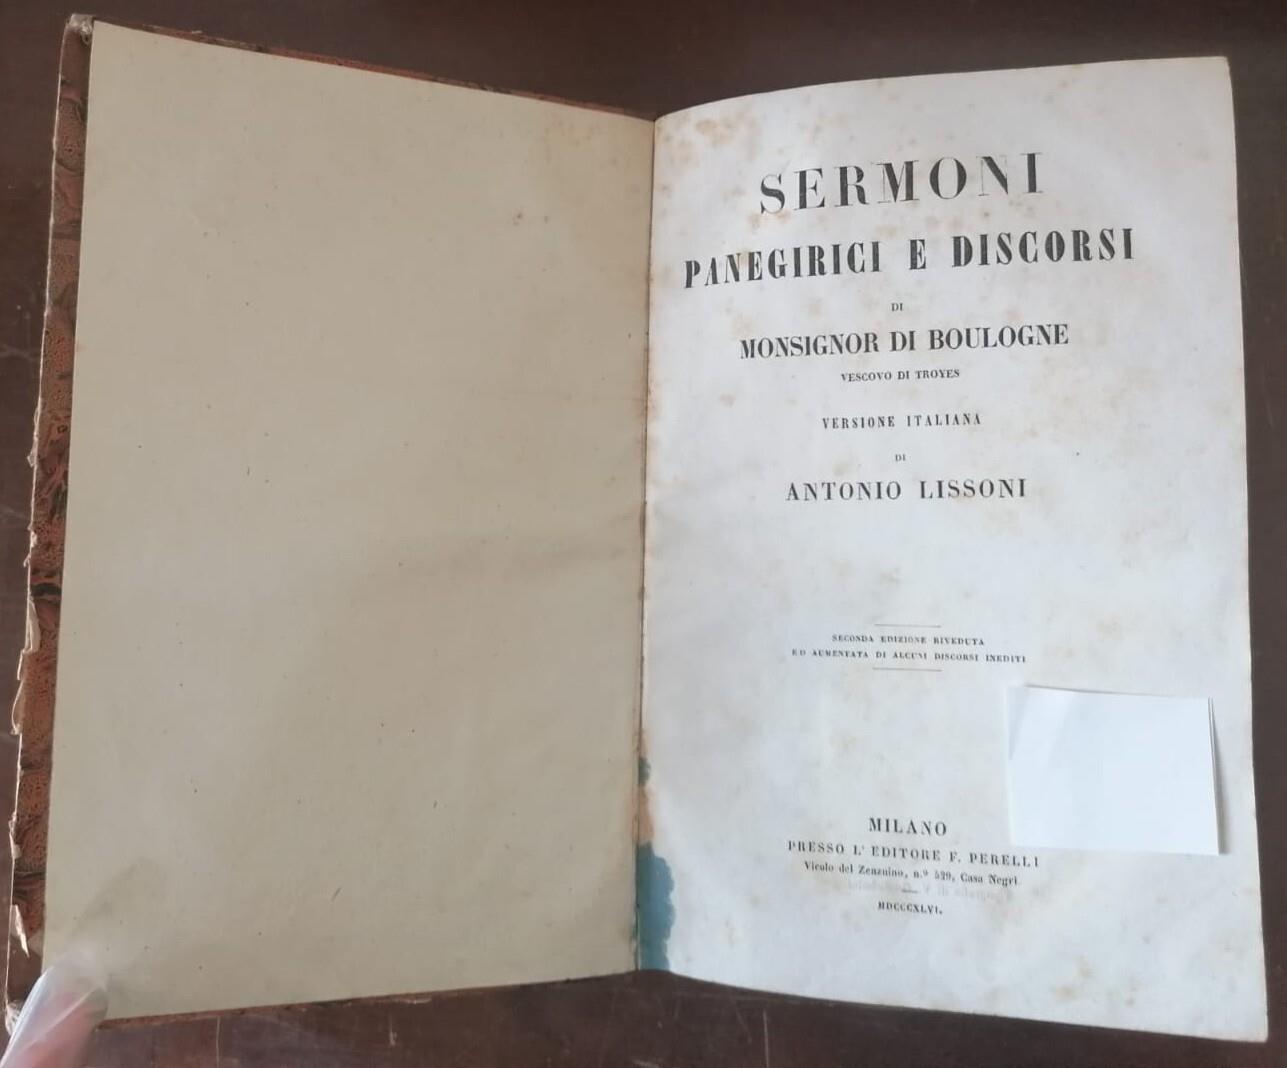 SERMONI
PANEGIRICI E DISCORSI
DI
MONSIGNOR DI BOULOGNE
VESCOVO DI TROYES
VERSIONE ITALIANA
DI
ANTONIO LISSONI
SECONDA EDIZIONE RIVEDUTA
ED AUMENTATA DI ALCUNI DISCORSI INEDITI
MILANO
PRESSO L' EDITORE F. PERELLI
Vicolo del Zenzuino, n.º 529, Casa Negri
MDCCCXLVI.